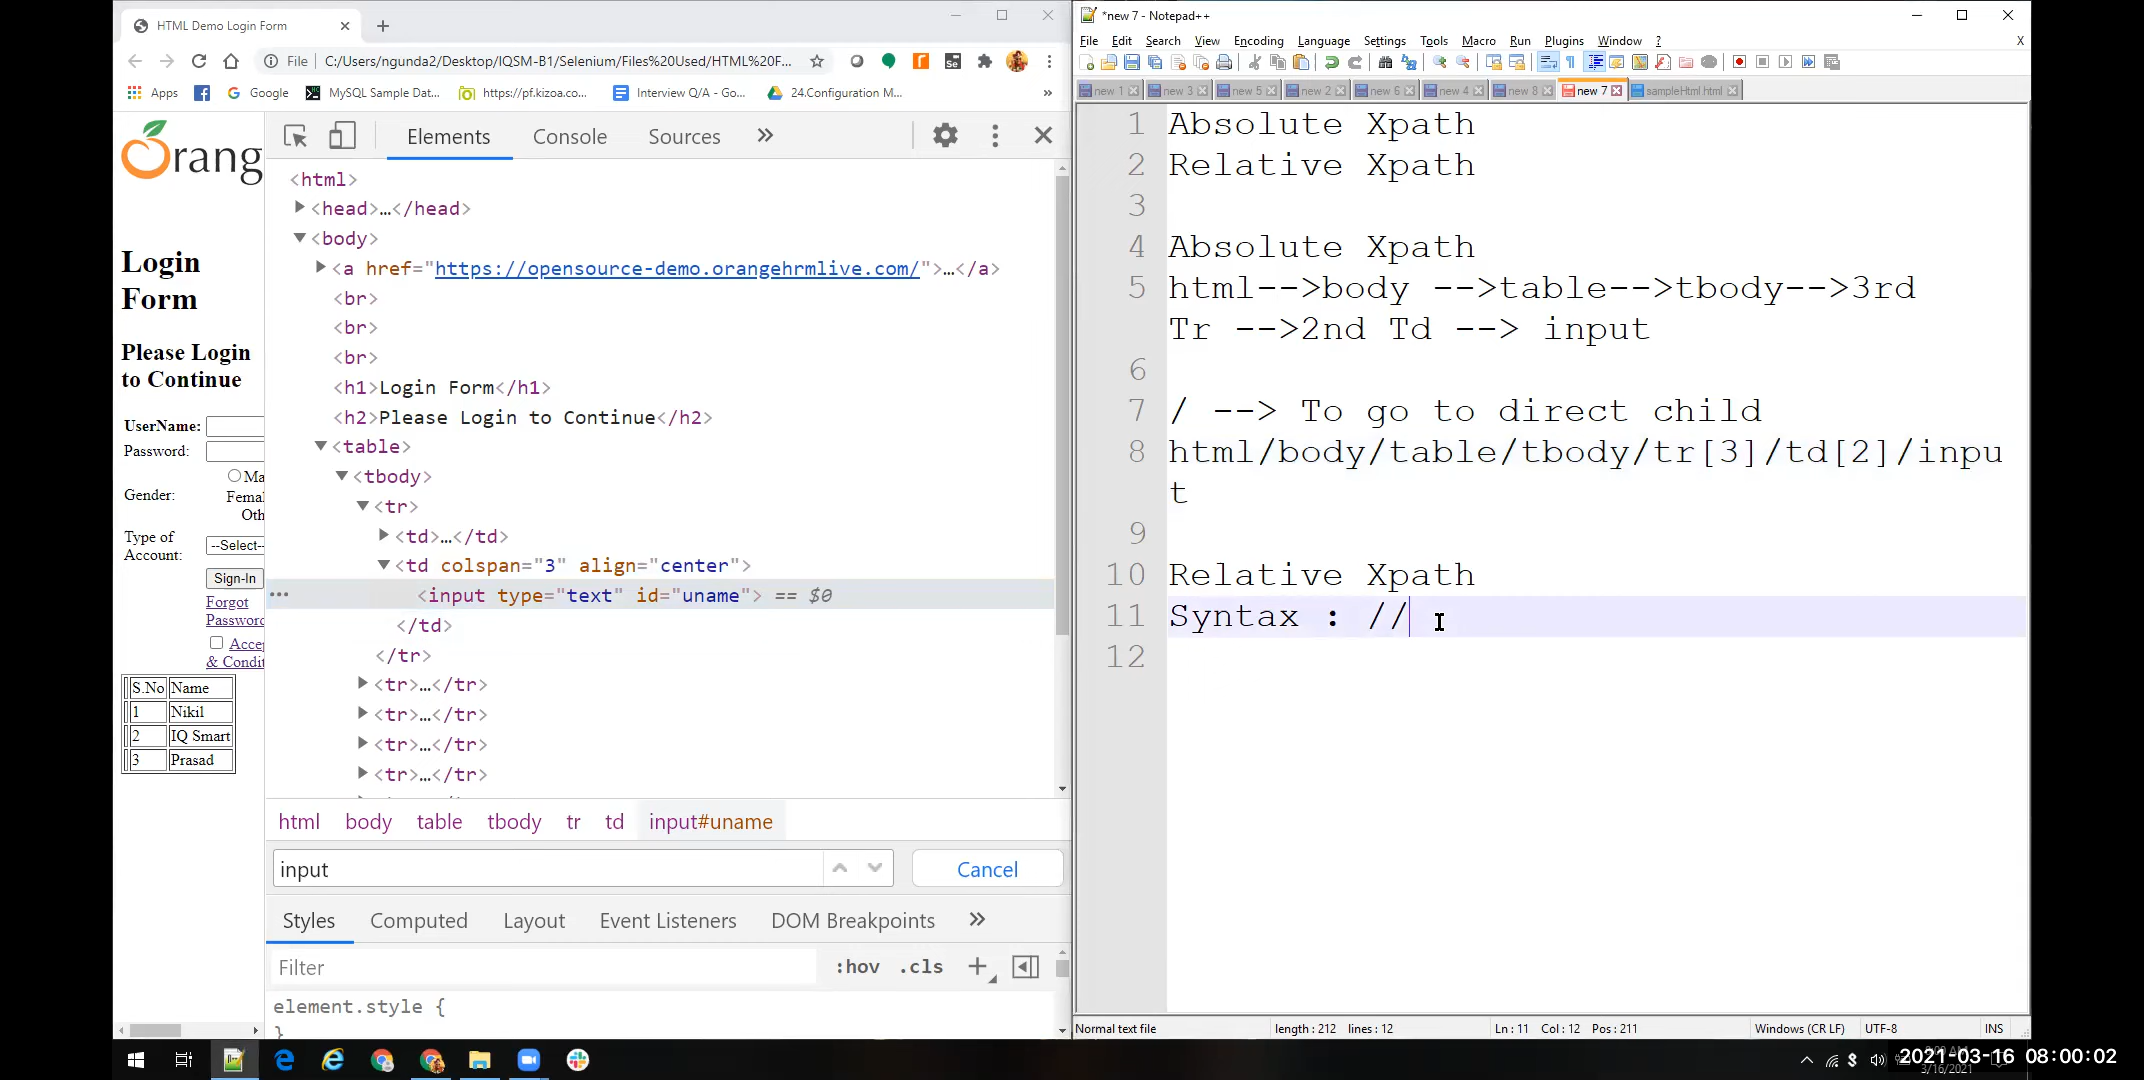 HTML Demo Login Form
File C:/Users/ngunda2/Desktop/IQSM-B1/Selenium/Files%20Used/HTML%20F...
Apps Google MySQL Sample Dat... https://pf.kizoa.co... Interview Q/A - Go... 24.Configuration M... »
Orang
Login
Form
Please Login
to Continue
UserName:
Password:
Ma
Gender: Femal
Oth
Type of
Account: --Select--
Sign-In
Forgot
Password
Acce
& Condit
S.No Name
1 Nikil
2 IQ Smart
3 Prasad
Elements Console Sources »
<html>
<head>…</head>
<body>
<a href="https://opensource-demo.orangehrmlive.com/">…</a>
<br>
<br>
<br>
<h1>Login Form</h1>
<h2>Please Login to Continue</h2>
<table>
<tbody>
<tr>
<td>…</td>
<td colspan="3" align="center">
<input type="text" id="uname"> == $0
</td>
</tr>
<tr>…</tr>
<tr>…</tr>
<tr>…</tr>
<tr>…</tr>
html body table tbody tr td input#uname
input Cancel
Styles Computed Layout Event Listeners DOM Breakpoints »
Filter :hov .cls +
element.style {
}
*new 7 - Notepad++
File Edit Search View Encoding Language Settings Tools Macro Run Plugins Window ? X
new 1 new 3 new 5 new 2 new 6 new 4 new 8 new 7 sampleHtml.html
1 Absolute Xpath
2 Relative Xpath
3
4 Absolute Xpath
5 html-->body -->table-->tbody-->3rd
Tr -->2nd Td --> input
6
7 / --> To go to direct child
8 html/body/table/tbody/tr[3]/td[2]/inpu
t
9
10 Relative Xpath
11 Syntax : //
12
Normal text file length : 212 lines : 12 Ln : 11 Col : 12 Pos : 211 Windows (CR LF) UTF-8 INS
2021-03-16 08:00:02
3/16/2021